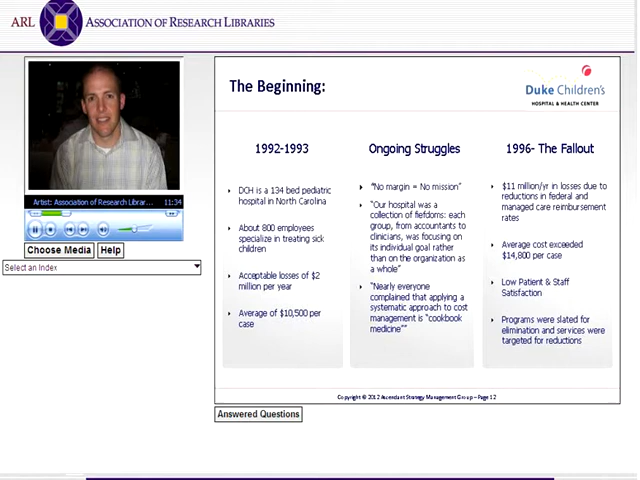 ARL ASSOCIATION OF RESEARCH LIBRARIES
The Beginning:
Duke Children's
HOSPITAL & HEALTH CENTER
1992-1993
DCH is a 134 bed pediatric
hospital in North Carolina
About 800 employees
specialize in treating sick
children
Acceptable losses of $2
million per year
Average of $10,500 per
case
Ongoing Struggles
"No margin = No mission"
"Our hospital was a
collection of fiefdoms: each
group, from accountants to
clinicians, was focusing on
its individual goal rather
than on the organization as
a whole"
"Nearly everyone
complained that applying a
systematic approach to cost
management is "cookbook
medicine""
1996- The Fallout
$11 million/yr in losses due to
reductions in federal and
managed care reimbursement
rates
Average cost exceeded
$14,800 per case
Low Patient & Staff
Satisfaction
Programs were slated for
elimination and services were
targeted for reductions
Copyright © 2012 Ascendant Strategy Management Group – Page 12
Artist: Association of Research Librar... 11:34
Choose Media Help
Select an Index
Answered Questions